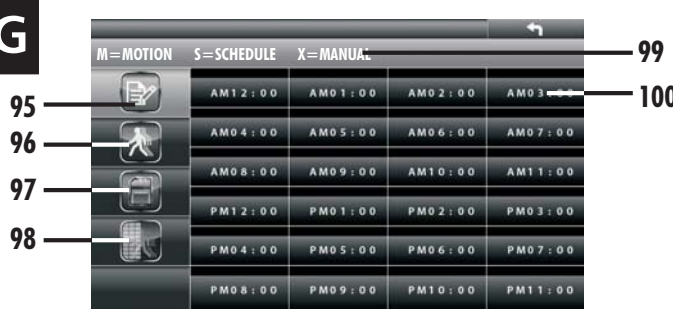 G
M=MOTION S=SCHEDULE X=MANUAL 99
AM12:00 AM01:00 AM02:00 AM03:00 100
95
AM04:00 AM05:00 AM06:00 AM07:00
96
AM08:00 AM09:00 AM10:00 AM11:00
97
PM12:00 PM01:00 PM02:00 PM03:00
98
PM04:00 PM05:00 PM06:00 PM07:00
PM08:00 PM09:00 PM10:00 PM11:00